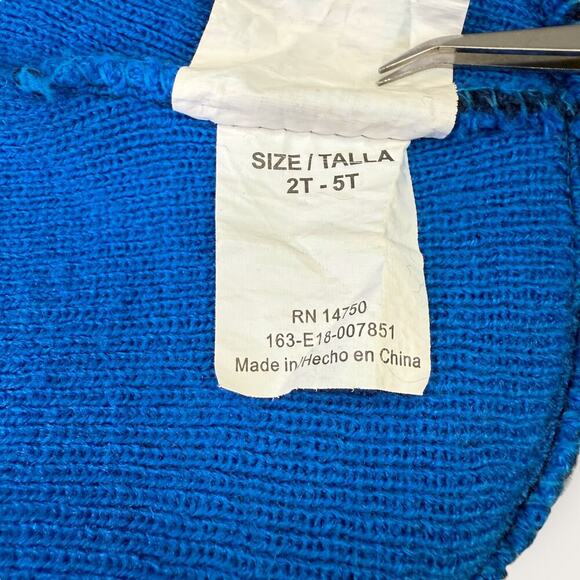 SIZE / TALLA
2T - 5T
RN 14750
163-E18-007851
Made in/Hecho en China